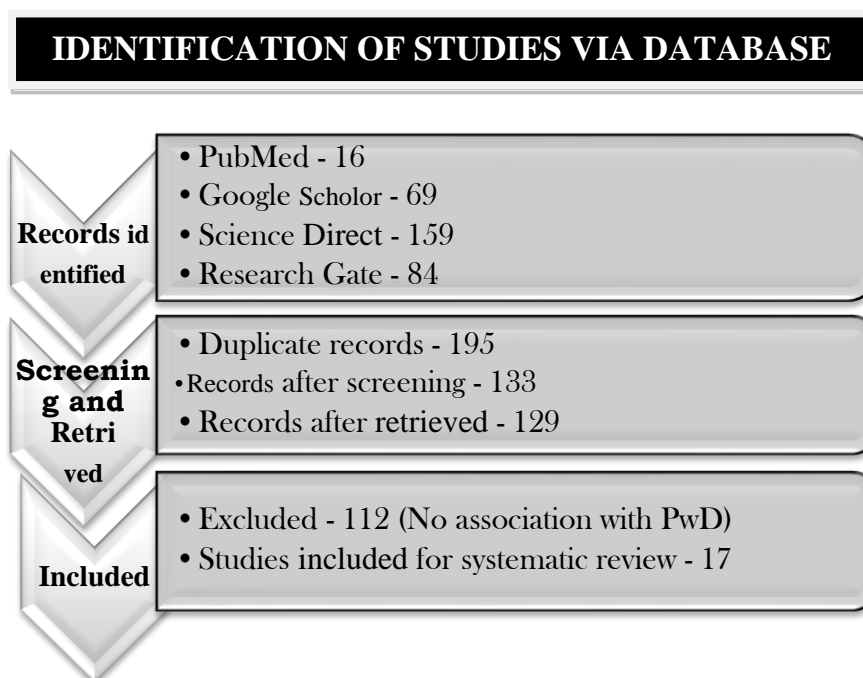 IDENTIFICATION OF STUDIES VIA DATABASE
Records id
entified
• PubMed - 16
• Google Scholor - 69
• Science Direct - 159
• Research Gate - 84
Screenin
g and
Retri
ved
• Duplicate records - 195
• Records after screening - 133
• Records after retrieved - 129
Included
• Excluded - 112 (No association with PwD)
• Studies included for systematic review - 17